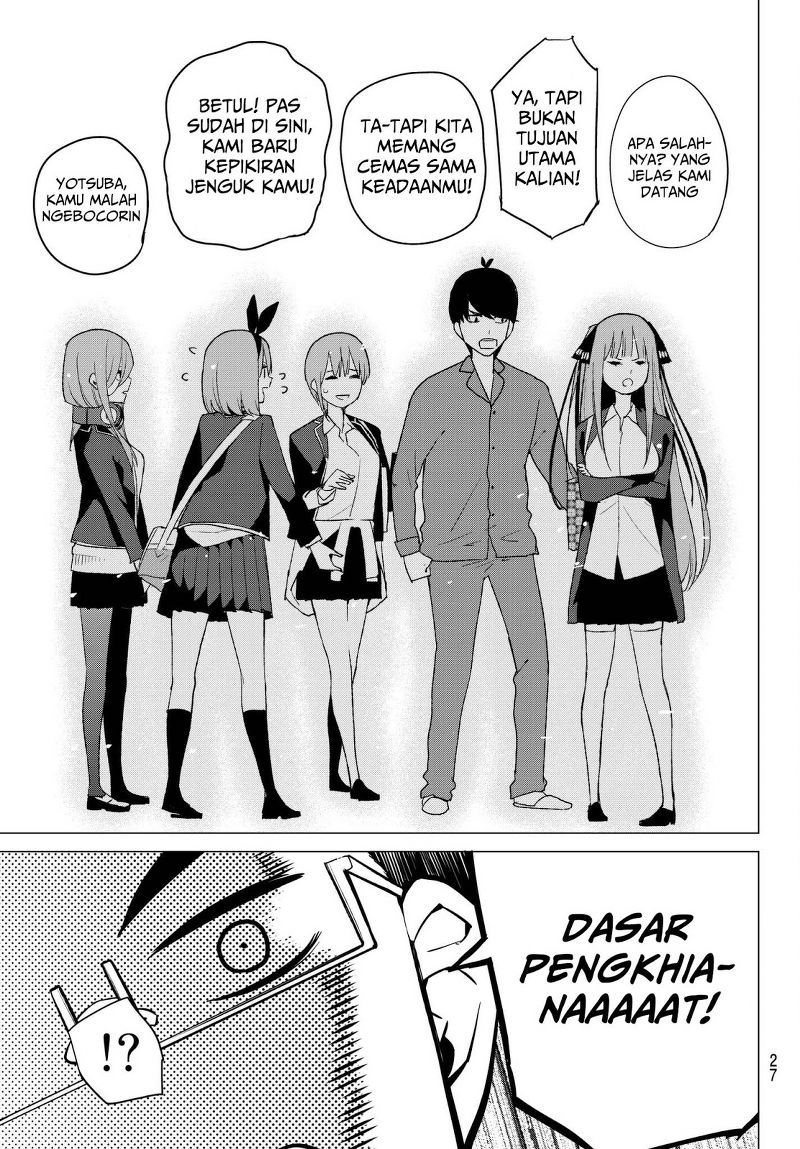 APA SALAH-
NYA? YANG
JELAS KAMI
DATANG
YA, TAPI
BUKAN
TUJUAN
UTAMA
KALIAN!
TA-TAPI KITA
MEMANG
CEMAS SAMA
KEADAANMU!
BETUL! PAS
SUDAH DI SINI,
KAMI BARU
KEPIKIRAN
JENGUK KAMU!
YOTSUBA,
KAMU MALAH
NGEBOCORIN
DASAR
PENGKHIA-
NAAAAAT!
!?
27